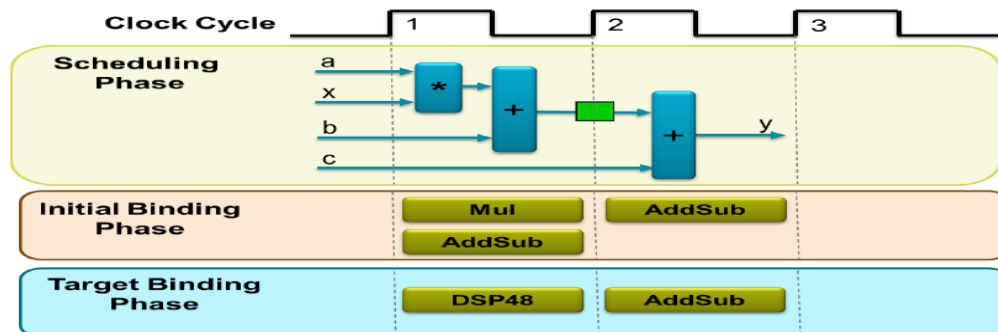 Clock Cycle
1
2
3
Scheduling
Phase
a
x
b
c
*
+
+
y
Initial Binding
Phase
Mul
AddSub
AddSub
Target Binding
Phase
DSP48
AddSub